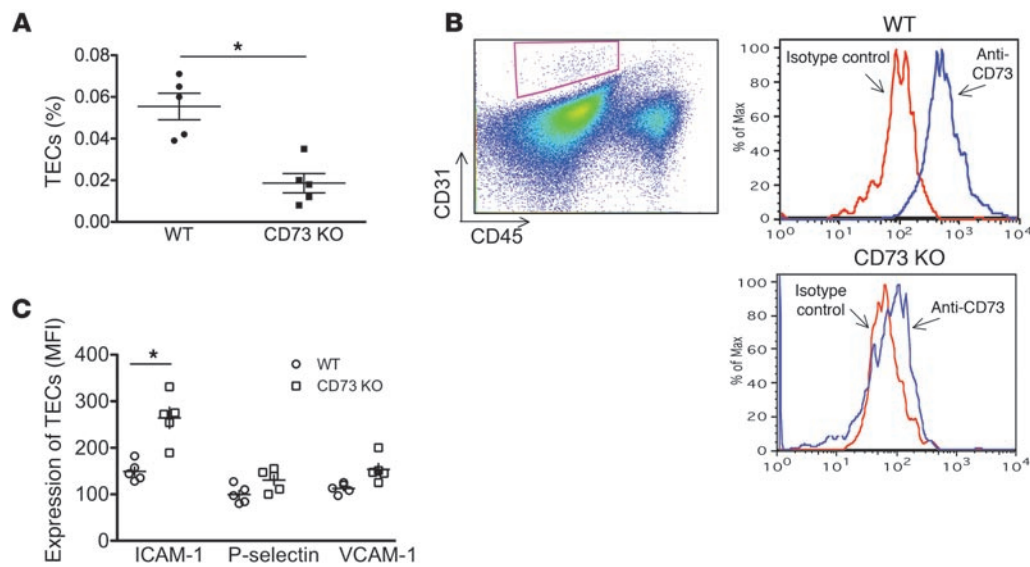 A
TECs (%)
0.08
0.06
0.04
0.02
0.00
*
WT
CD73 KO
B
CD31
CD45
WT
Isotype control
Anti-
CD73
% of Max
100
80
60
40
20
0
10⁰ 10¹ 10² 10³ 10⁴
CD73 KO
Isotype
control
Anti-CD73
% of Max
100
80
60
40
20
0
10⁰ 10¹ 10² 10³ 10⁴
C
Expression of TECs (MFI)
400
300
200
100
0
*
WT
CD73 KO
ICAM-1 P-selectin VCAM-1